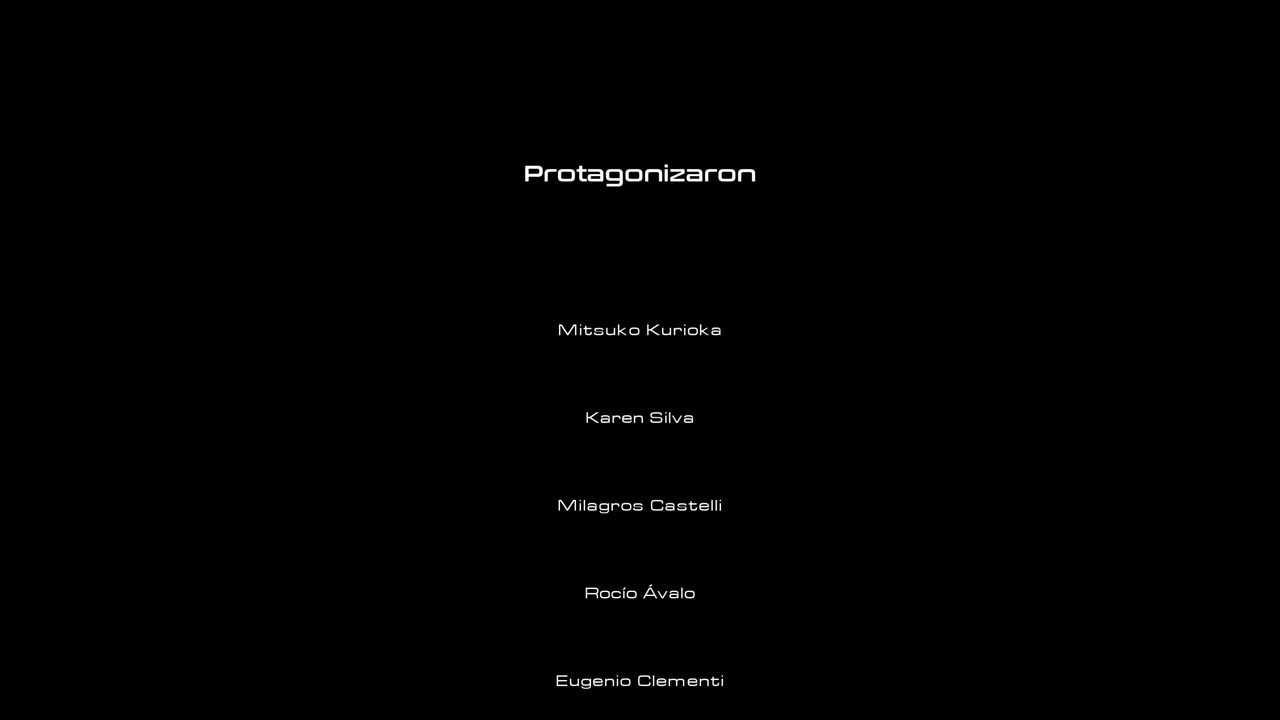 Protagonizaron
Mitsuko Kurioka
Karen Silva
Milagros Castelli
Rocío Ávalo
Eugenio Clementi